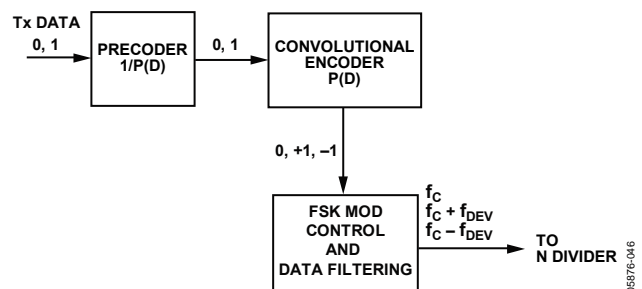 Tx DATA
0, 1
PRECODER
1/P(D)
0, 1
CONVOLUTIONAL
ENCODER
P(D)
0, +1, –1
FSK MOD
CONTROL
AND
DATA FILTERING
fC
fC + fDEV
fC – fDEV
TO
N DIVIDER
05876-046